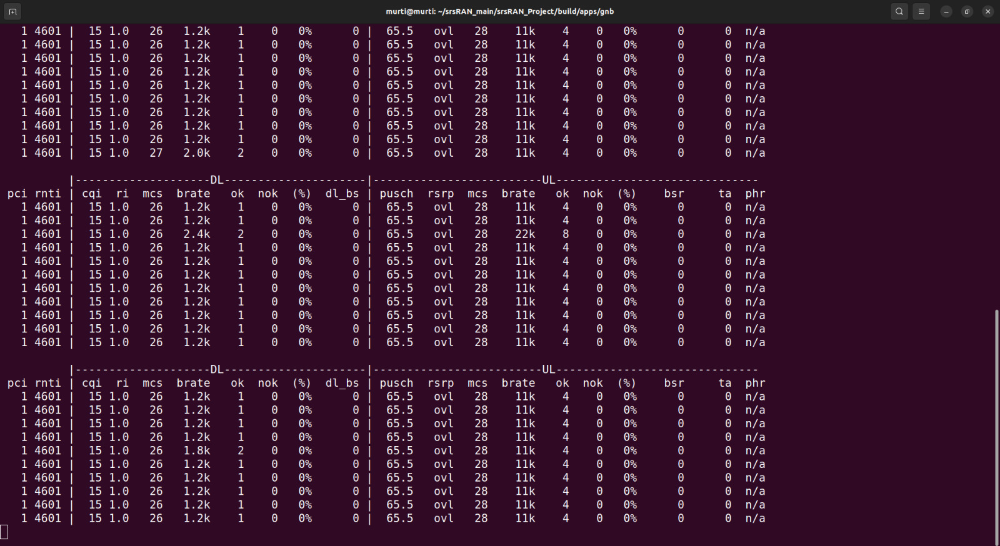 murti@murti: ~/srsRAN_main/srsRAN_Project/build/apps/gnb
1 4601 | 15 1.0 26 1.2k 1 0 0% 0 | 65.5 ovl 28 11k 4 0 0% 0 0 n/a
1 4601 | 15 1.0 26 1.2k 1 0 0% 0 | 65.5 ovl 28 11k 4 0 0% 0 0 n/a
1 4601 | 15 1.0 26 1.2k 1 0 0% 0 | 65.5 ovl 28 11k 4 0 0% 0 0 n/a
1 4601 | 15 1.0 26 1.2k 1 0 0% 0 | 65.5 ovl 28 11k 4 0 0% 0 0 n/a
1 4601 | 15 1.0 26 1.2k 1 0 0% 0 | 65.5 ovl 28 11k 4 0 0% 0 0 n/a
1 4601 | 15 1.0 26 1.2k 1 0 0% 0 | 65.5 ovl 28 11k 4 0 0% 0 0 n/a
1 4601 | 15 1.0 26 1.2k 1 0 0% 0 | 65.5 ovl 28 11k 4 0 0% 0 0 n/a
1 4601 | 15 1.0 26 1.2k 1 0 0% 0 | 65.5 ovl 28 11k 4 0 0% 0 0 n/a
1 4601 | 15 1.0 26 1.2k 1 0 0% 0 | 65.5 ovl 28 11k 4 0 0% 0 0 n/a
1 4601 | 15 1.0 27 2.0k 2 0 0% 0 | 65.5 ovl 28 11k 4 0 0% 0 0 n/a
|--------------------DL---------------------|-------------------------UL------------------------------
pci rnti | cqi ri mcs brate ok nok (%) dl_bs | pusch rsrp mcs brate ok nok (%) bsr ta phr
1 4601 | 15 1.0 26 1.2k 1 0 0% 0 | 65.5 ovl 28 11k 4 0 0% 0 0 n/a
1 4601 | 15 1.0 26 1.2k 1 0 0% 0 | 65.5 ovl 28 11k 4 0 0% 0 0 n/a
1 4601 | 15 1.0 26 2.4k 2 0 0% 0 | 65.5 ovl 28 22k 8 0 0% 0 0 n/a
1 4601 | 15 1.0 26 1.2k 1 0 0% 0 | 65.5 ovl 28 11k 4 0 0% 0 0 n/a
1 4601 | 15 1.0 26 1.2k 1 0 0% 0 | 65.5 ovl 28 11k 4 0 0% 0 0 n/a
1 4601 | 15 1.0 26 1.2k 1 0 0% 0 | 65.5 ovl 28 11k 4 0 0% 0 0 n/a
1 4601 | 15 1.0 26 1.2k 1 0 0% 0 | 65.5 ovl 28 11k 4 0 0% 0 0 n/a
1 4601 | 15 1.0 26 1.2k 1 0 0% 0 | 65.5 ovl 28 11k 4 0 0% 0 0 n/a
1 4601 | 15 1.0 26 1.2k 1 0 0% 0 | 65.5 ovl 28 11k 4 0 0% 0 0 n/a
1 4601 | 15 1.0 26 1.2k 1 0 0% 0 | 65.5 ovl 28 11k 4 0 0% 0 0 n/a
1 4601 | 15 1.0 26 1.2k 1 0 0% 0 | 65.5 ovl 28 11k 4 0 0% 0 0 n/a
|--------------------DL---------------------|-------------------------UL------------------------------
pci rnti | cqi ri mcs brate ok nok (%) dl_bs | pusch rsrp mcs brate ok nok (%) bsr ta phr
1 4601 | 15 1.0 26 1.2k 1 0 0% 0 | 65.5 ovl 28 11k 4 0 0% 0 0 n/a
1 4601 | 15 1.0 26 1.2k 1 0 0% 0 | 65.5 ovl 28 11k 4 0 0% 0 0 n/a
1 4601 | 15 1.0 26 1.2k 1 0 0% 0 | 65.5 ovl 28 11k 4 0 0% 0 0 n/a
1 4601 | 15 1.0 26 1.2k 1 0 0% 0 | 65.5 ovl 28 11k 4 0 0% 0 0 n/a
1 4601 | 15 1.0 26 1.8k 2 0 0% 0 | 65.5 ovl 28 11k 4 0 0% 0 0 n/a
1 4601 | 15 1.0 26 1.2k 1 0 0% 0 | 65.5 ovl 28 11k 4 0 0% 0 0 n/a
1 4601 | 15 1.0 26 1.2k 1 0 0% 0 | 65.5 ovl 28 11k 4 0 0% 0 0 n/a
1 4601 | 15 1.0 26 1.2k 1 0 0% 0 | 65.5 ovl 28 11k 4 0 0% 0 0 n/a
1 4601 | 15 1.0 26 1.2k 1 0 0% 0 | 65.5 ovl 28 11k 4 0 0% 0 0 n/a
1 4601 | 15 1.0 26 1.2k 1 0 0% 0 | 65.5 ovl 28 11k 4 0 0% 0 0 n/a